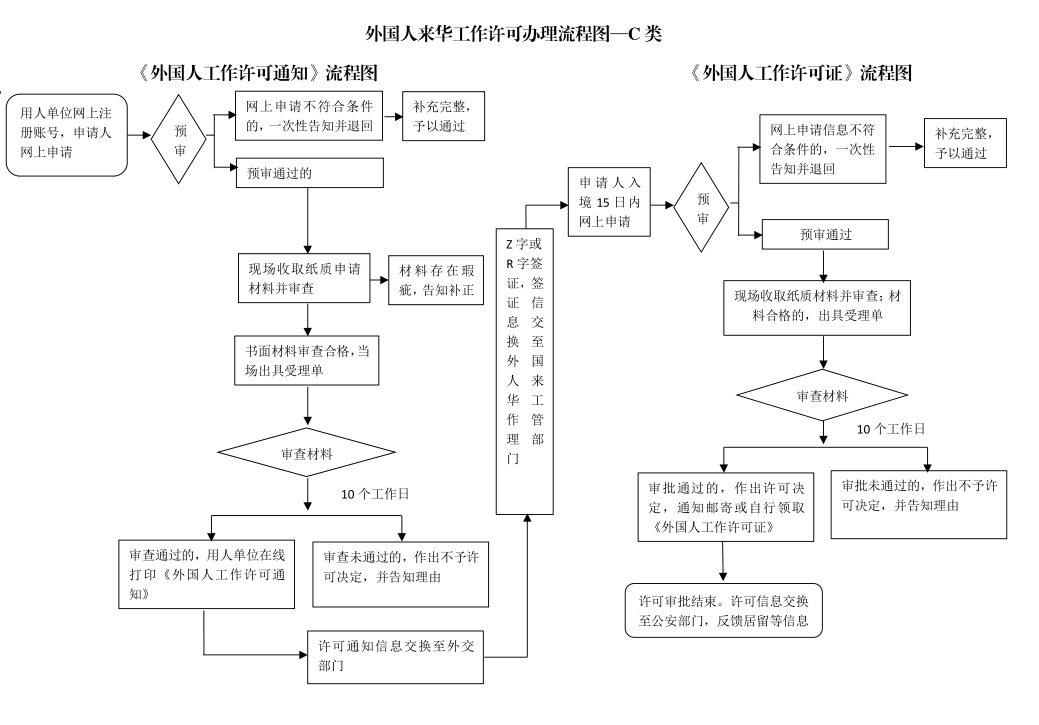 外国人来华工作许可办理流程图—C 类
《外国人工作许可通知》流程图
用人单位网上注
册账号，申请人
网上申请
预
审
网上申请不符合条件
的，一次性告知并退回
补充完整，
予以通过
预审通过的
现场收取纸质申请
材料并审查
材料存在瑕
疵，告知补正
书面材料审查合格，当
场出具受理单
审查材料
10 个工作日
审查通过的，用人单位在线
打印《外国人工作许可通
知》
审查未通过的，作出不予许
可决定，并告知理由
许可通知信息交换至外交
部门
Z 字或
R 字签
证，签
证信
息交
换至
外国
人来
华工
作管
理部
门
《外国人工作许可证》流程图
申请人入
境 15 日内
网上申请
预
审
网上申请信息不符
合条件的，一次性
告知并退回
补充完整，
予以通过
预审通过
现场收取纸质材料并审查；材
料合格的，出具受理单
审查材料
10 个工作日
审批通过的，作出许可决
定，通知邮寄或自行领取
《外国人工作许可证》
审批未通过的，作出不予许
可决定，并告知理由
许可审批结束。许可信息交换
至公安部门，反馈居留等信息